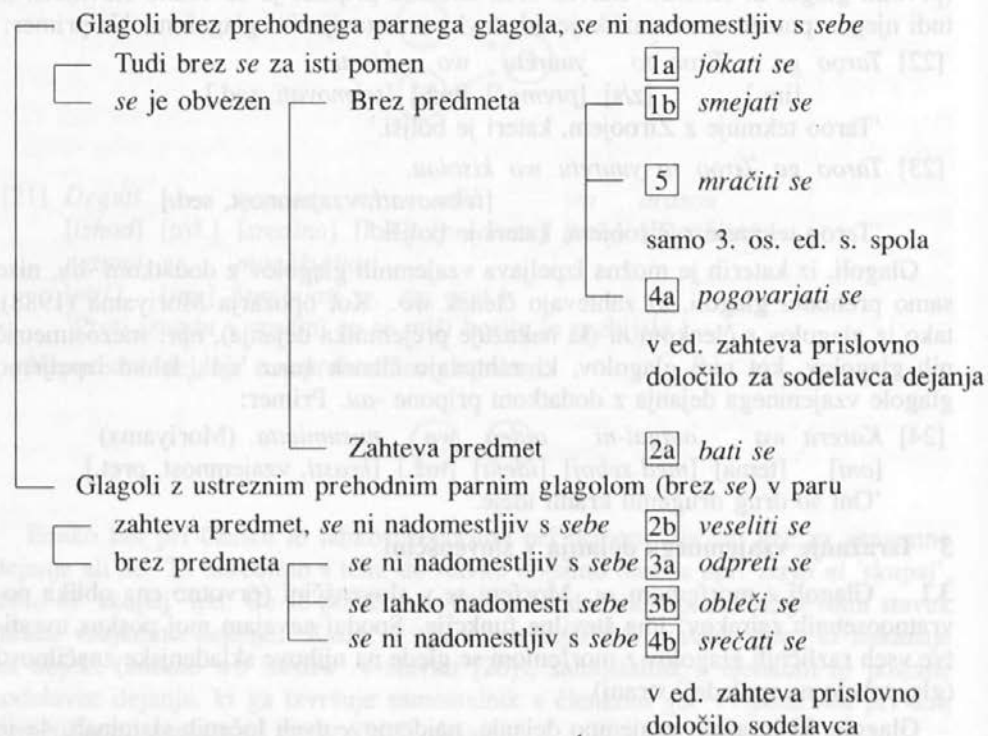 Glagoli brez prehodnega parnega glagola, se ni nadomestljiv s sebe
Tudi brez se za isti pomen 1a jokati se
se je obvezen Brez predmeta 1b smejati se
5 mračiti se
samo 3. os. ed. s. spola
4a pogovarjati se
v ed. zahteva prislovno
določilo za sodelavca dejanja
Zahteva predmet 2a bati se
Glagoli z ustreznim prehodnim parnim glagolom (brez se) v paru
zahteva predmet, se ni nadomestljiv s sebe 2b veseliti se
brez predmeta se ni nadomestljiv s sebe 3a odpreti se
se lahko nadomesti sebe 3b obleči se
se ni nadomestljiv s sebe 4b srečati se
v ed. zahteva prislovno
določilo sodelavca